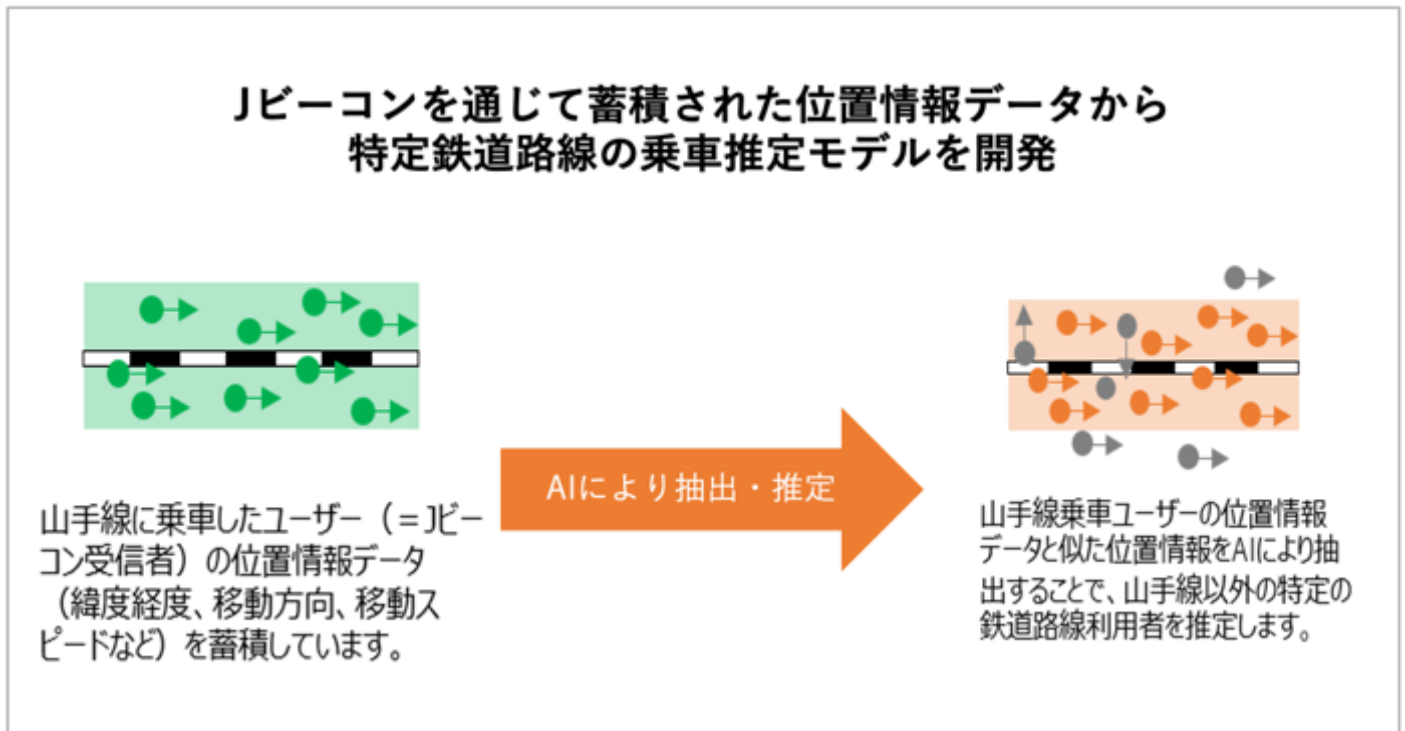 Jビーコンを通じて蓄積された位置情報データから
特定鉄道路線の乗車推定モデルを開発
山手線に乗車したユーザー（＝Jビー
コン受信者）の位置情報データ
（緯度経度、移動方向、移動ス
ピードなど）を蓄積しています。
AIにより抽出・推定
山手線乗車ユーザーの位置情報
データと似た位置情報をAIにより抽
出することで、山手線以外の特定の
鉄道路線利用者を推定します。